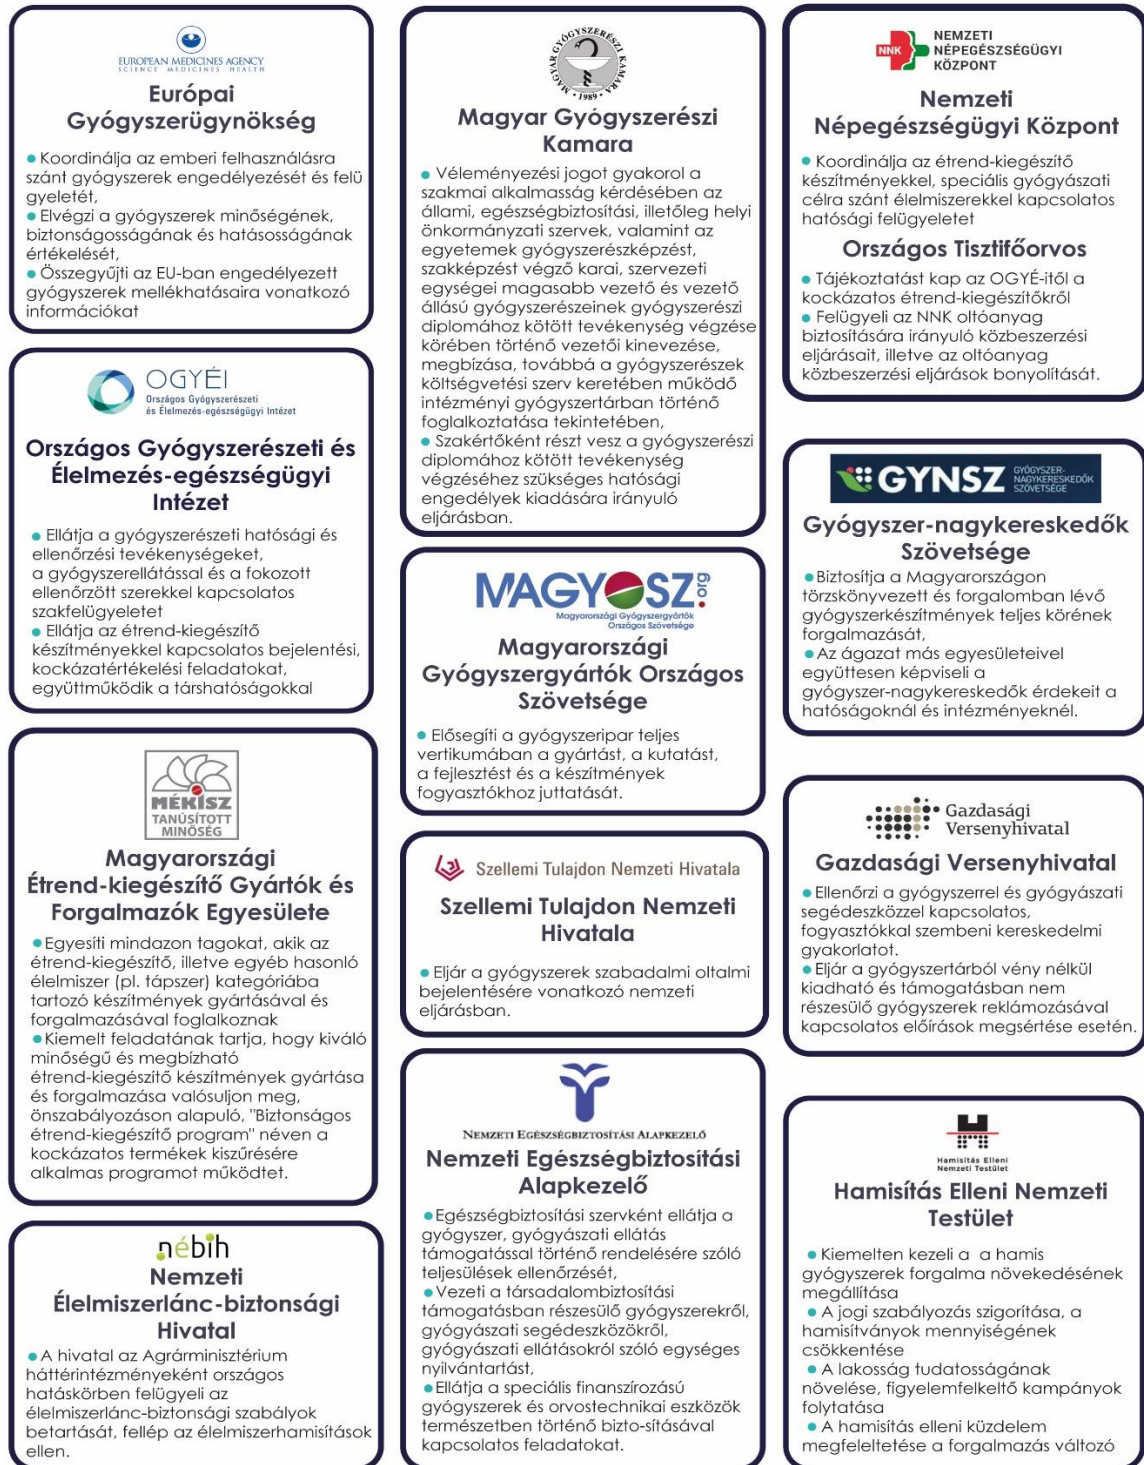 EUROPEAN MEDICINES AGENCY
SCIENCE MEDICINES HEALTH
Európai
Gyógyszerügynökség
• Koordinálja az emberi felhasználásra
szánt gyógyszerek engedélyezését és felü
gyeletét,
• Elvégzi a gyógyszerek minőségének,
biztonságosságának és hatásosságának
értékelését,
• Összegyűjti az EU-ban engedélyezett
gyógyszerek mellékhatásaira vonatkozó
információkat
OGYÉI
Országos Gyógyszerészeti
és Élelmezés-egészségügyi Intézet
Országos Gyógyszerészeti és
Élelmezés-egészségügyi
Intézet
• Ellátja a gyógyszerészeti hatósági és
ellenőrzési tevékenységeket,
a gyógyszerellátással és a fokozott
ellenőrzött szerekkel kapcsolatos
szakfelügyeletet
• Ellátja az étrend-kiegészítő
készítményekkel kapcsolatos bejelentési,
kockázatértékelési feladatokat,
együttműködik a társhatóságokkal
MÉKISZ
TANÚSÍTOTT
MINŐSÉG
Magyarországi
Étrend-kiegészítő Gyártók és
Forgalmazók Egyesülete
• Egyesíti mindazon tagokat, akik az
étrend-kiegészítő, illetve egyéb hasonló
élelmiszer (pl. tápszer) kategóriába
tartozó készítmények gyártásával és
forgalmazásával foglalkoznak
• Kiemelt feladatának tartja, hogy kiváló
minőségű és megbízható
étrend-kiegészítő készítmények gyártása
és forgalmazása valósuljon meg,
önszabályozáson alapuló, "Biztonságos
étrend-kiegészítő program" néven a
kockázatos termékek kiszűrésére
alkalmas programot működtet.
nébih
Nemzeti
Élelmiszerlánc-biztonsági
Hivatal
• A hivatal az Agrárminisztérium
háttérintézményeként országos
hatáskörben felügyeli az
élelmiszerlánc-biztonsági szabályok
betartását, fellép az élelmiszerhamisítások
ellen.
MAGYAR GYÓGYSZERÉSZI KAMARA
• 1989 •
Magyar Gyógyszerészi
Kamara
• Véleményezési jogot gyakorol a
szakmai alkalmasság kérdésében az
állami, egészségbiztosítási, illetőleg helyi
önkormányzati szervek, valamint az
egyetemek gyógyszerészképzést,
szakképzést végző karai, szervezeti
egységei magasabb vezető és vezető
állású gyógyszerészeinek gyógyszerészi
diplomához kötött tevékenység végzése
körében történő vezetői kinevezése,
megbízása, továbbá a gyógyszerészek
költségvetési szerv keretében működő
intézményi gyógyszertárban történő
foglalkoztatása tekintetében,
• Szakértőként részt vesz a gyógyszerészi
diplomához kötött tevékenység
végzéséhez szükséges hatósági
engedélyek kiadására irányuló
eljárásban.
MAGYOSZ.org
Magyarországi Gyógyszergyártók
Országos Szövetsége
Magyarországi
Gyógyszergyártók Országos
Szövetsége
• Elősegíti a gyógyszeripar teljes
vertikumában a gyártást, a kutatást,
a fejlesztést és a készítmények
fogyasztókhoz juttatását.
Szellemi Tulajdon Nemzeti Hivatala
Szellemi Tulajdon Nemzeti
Hivatala
• Eljár a gyógyszerek szabadalmi oltalmi
bejelentésére vonatkozó nemzeti
eljárásban.
NEMZETI EGÉSZSÉGBIZTOSÍTÁSI ALAPKEZELŐ
Nemzeti Egészségbiztosítási
Alapkezelő
• Egészségbiztosítási szervként ellátja a
gyógyszer, gyógyászati ellátás
támogatással történő rendelésére szóló
teljesülések ellenőrzését,
• Vezeti a társadalombiztosítási
támogatásban részesülő gyógyszerekről,
gyógyászati segédeszközökről,
gyógyászati ellátásokról szóló egységes
nyilvántartást,
• Ellátja a speciális finanszírozású
gyógyszerek és orvostechnikai eszközök
természetben történő bizto-sításával
kapcsolatos feladatokat.
NNK
NEMZETI
NÉPEGÉSZSÉGÜGYI
KÖZPONT
Nemzeti
Népegészségügyi Központ
• Koordinálja az étrend-kiegészítő
készítményekkel, speciális gyógyászati
célra szánt élelmiszerekkel kapcsolatos
hatósági felügyeletet
Országos Tisztifőorvos
• Tájékoztatást kap az OGYÉ-itől a
kockázatos étrend-kiegészítőkről
• Felügyeli az NNK oltóanyag
biztosítására irányuló közbeszerzési
eljárásait, illetve az oltóanyag
közbeszerzési eljárások bonyolítását.
GYNSZ
GYÓGYSZER-
NAGYKERESKEDŐK
SZÖVETSÉGE
Gyógyszer-nagykereskedők
Szövetsége
• Biztosítja a Magyarországon
törzskönyvezett és forgalomban lévő
gyógyszerkészítmények teljes körének
forgalmazását,
• Az ágazat más egyesületeivel
együttesen képviseli a
gyógyszer-nagykereskedők érdekeit a
hatóságoknál és intézményeknél.
Gazdasági
Versenyhivatal
Gazdasági Versenyhivatal
• Ellenőrzi a gyógyszerrel és gyógyászati
segédeszközzel kapcsolatos,
fogyasztókkal szembeni kereskedelmi
gyakorlatot.
• Eljár a gyógyszertárból vény nélkül
kiadható és támogatásban nem
részesülő gyógyszerek reklámozásával
kapcsolatos előírások megsértése esetén.
Hamisítás Elleni
Nemzeti Testület
Hamisítás Elleni Nemzeti
Testület
• Kiemelten kezeli a a hamis
gyógyszerek forgalma növekedésének
megállítása
• A jogi szabályozás szigorítása, a
hamisítványok mennyiségének
csökkentése
• A lakosság tudatosságának
növelése, figyelemfelkeltő kampányok
folytatása
• A hamisítás elleni küzdelem
megfeleltetése a forgalmazás változó